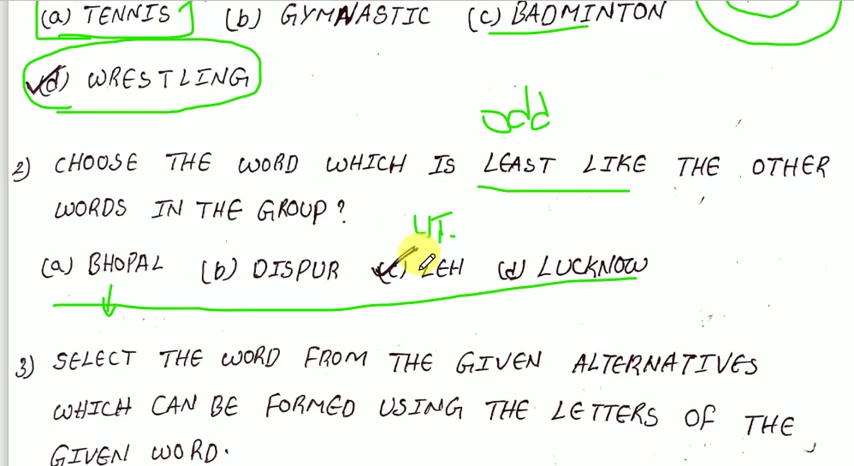 (a) TENNIS (b) GYMNASTIC (c) BADMINTON
(d) WRESTLING
odd
2) CHOOSE THE WORD WHICH IS LEAST LIKE THE OTHER
WORDS IN THE GROUP?
UT.
(a) BHOPAL (b) DISPUR (c) LEH (d) LUCKNOW
3) SELECT THE WORD FROM THE GIVEN ALTERNATIVES
WHICH CAN BE FORMED USING THE LETTERS OF THE
GIVEN WORD.